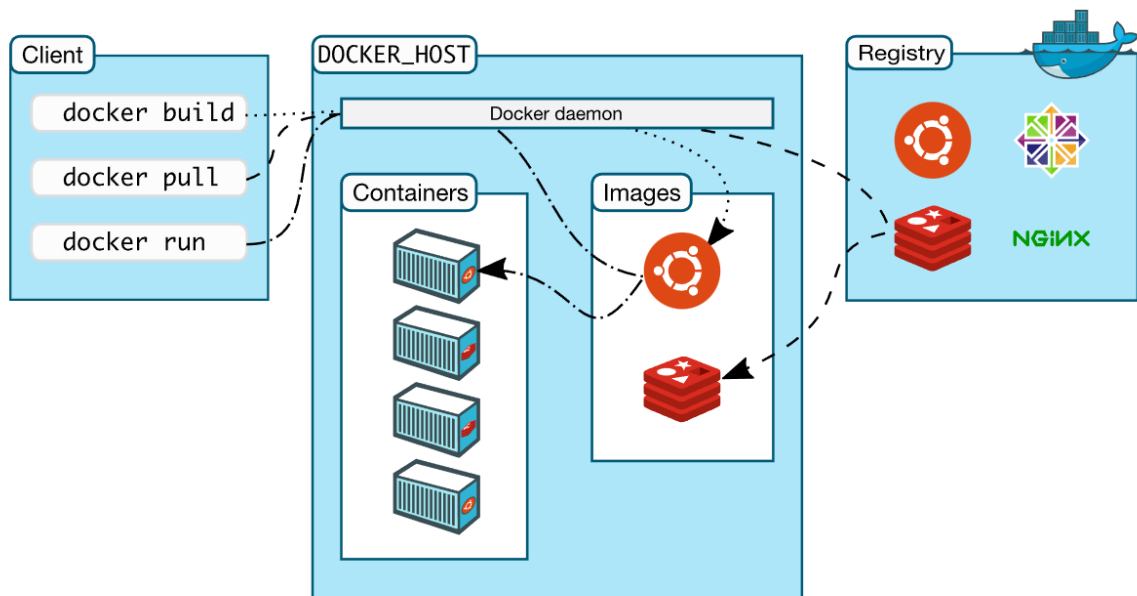 Client
docker build
docker pull
docker run
DOCKER_HOST
Docker daemon
Containers
Images
Registry
NGiNX